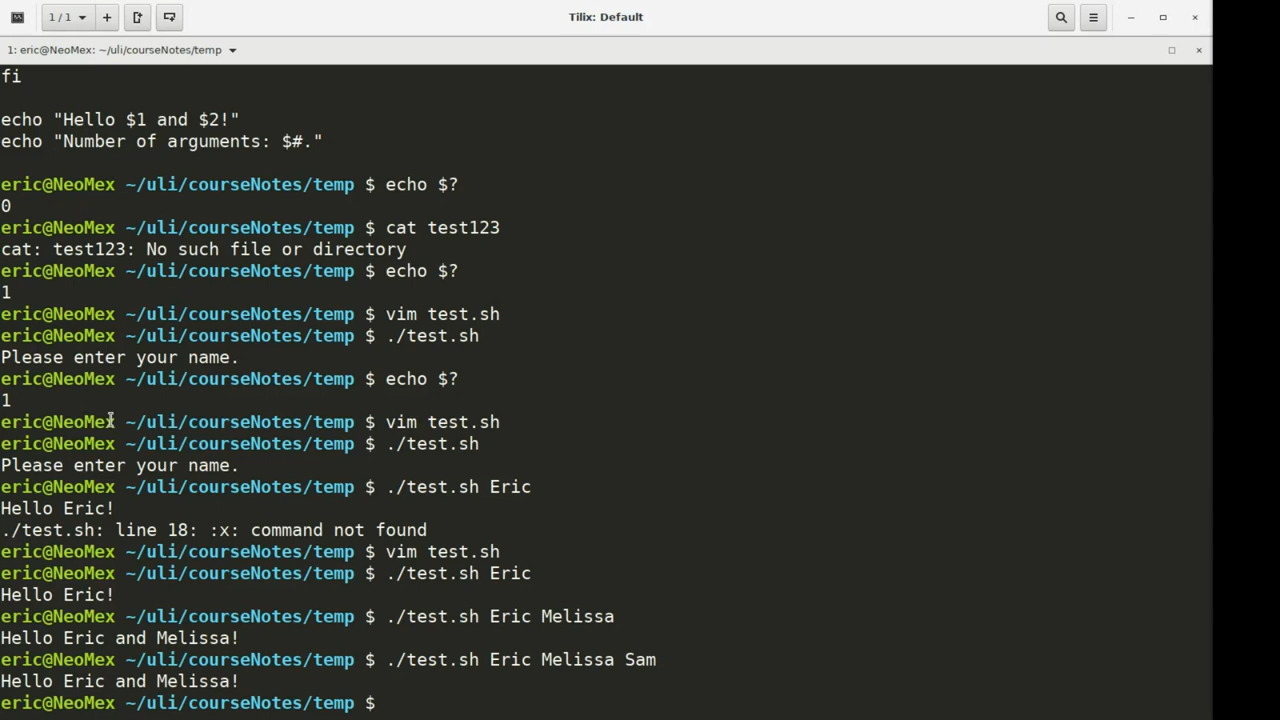 1 / 1
Tilix: Default
1: eric@NeoMex: ~/uli/courseNotes/temp
fi
echo "Hello $1 and $2!"
echo "Number of arguments: $#."
eric@NeoMex ~/uli/courseNotes/temp $ echo $?
0
eric@NeoMex ~/uli/courseNotes/temp $ cat test123
cat: test123: No such file or directory
eric@NeoMex ~/uli/courseNotes/temp $ echo $?
1
eric@NeoMex ~/uli/courseNotes/temp $ vim test.sh
eric@NeoMex ~/uli/courseNotes/temp $ ./test.sh
Please enter your name.
eric@NeoMex ~/uli/courseNotes/temp $ echo $?
1
eric@NeoMex ~/uli/courseNotes/temp $ vim test.sh
eric@NeoMex ~/uli/courseNotes/temp $ ./test.sh
Please enter your name.
eric@NeoMex ~/uli/courseNotes/temp $ ./test.sh Eric
Hello Eric!
./test.sh: line 18: :x: command not found
eric@NeoMex ~/uli/courseNotes/temp $ vim test.sh
eric@NeoMex ~/uli/courseNotes/temp $ ./test.sh Eric
Hello Eric!
eric@NeoMex ~/uli/courseNotes/temp $ ./test.sh Eric Melissa
Hello Eric and Melissa!
eric@NeoMex ~/uli/courseNotes/temp $ ./test.sh Eric Melissa Sam
Hello Eric and Melissa!
eric@NeoMex ~/uli/courseNotes/temp $